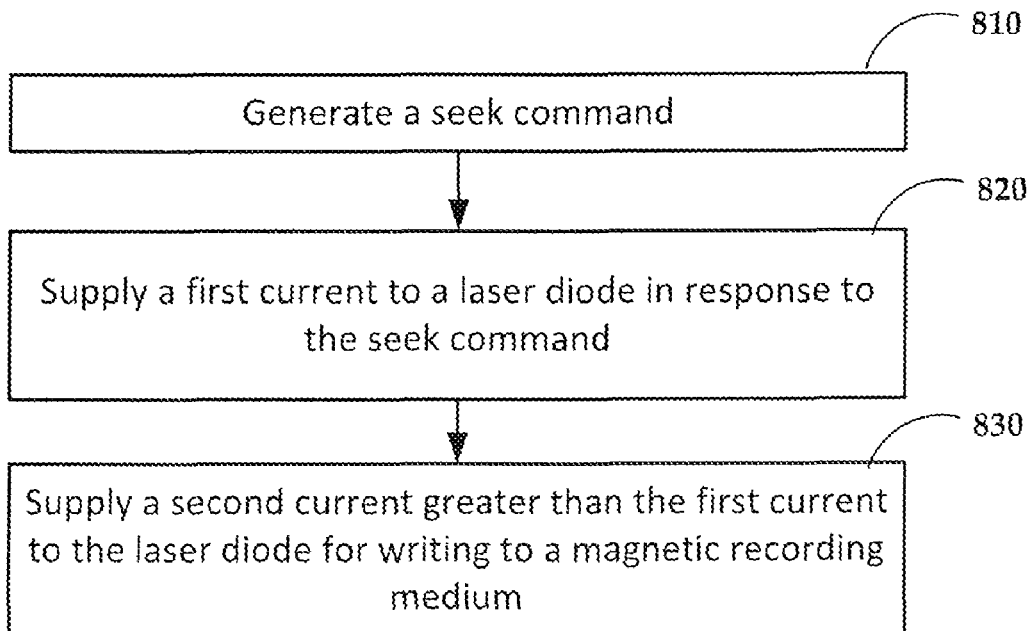 810
Generate a seek command
820
Supply a first current to a laser diode in response to
the seek command
830
Supply a second current greater than the first current
to the laser diode for writing to a magnetic recording
medium